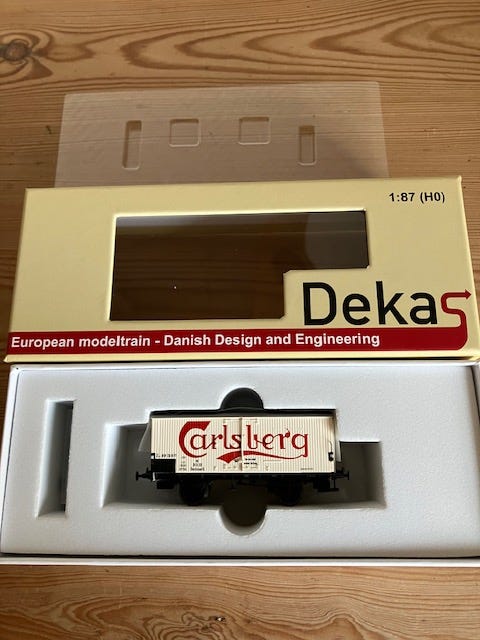 1:87 (H0)
Dekas
European modeltrain - Danish Design and Engineering
Carlsberg